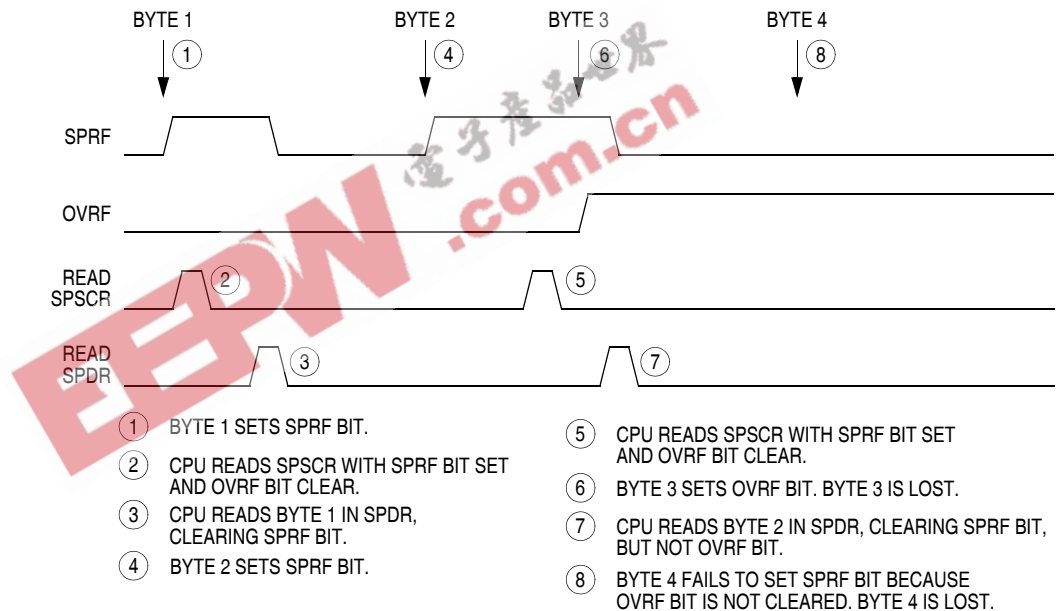 BYTE 1
BYTE 2
BYTE 3
BYTE 4
1
4
6
8
SPRF
OVRF
READ
SPSCR
2
5
READ
SPDR
3
7
EEPW
.com.cn
電子産品世界
1 BYTE 1 SETS SPRF BIT.
2 CPU READS SPSCR WITH SPRF BIT SET
AND OVRF BIT CLEAR.
3 CPU READS BYTE 1 IN SPDR,
CLEARING SPRF BIT.
4 BYTE 2 SETS SPRF BIT.
5 CPU READS SPSCR WITH SPRF BIT SET
AND OVRF BIT CLEAR.
6 BYTE 3 SETS OVRF BIT. BYTE 3 IS LOST.
7 CPU READS BYTE 2 IN SPDR, CLEARING SPRF BIT,
BUT NOT OVRF BIT.
8 BYTE 4 FAILS TO SET SPRF BIT BECAUSE
OVRF BIT IS NOT CLEARED. BYTE 4 IS LOST.